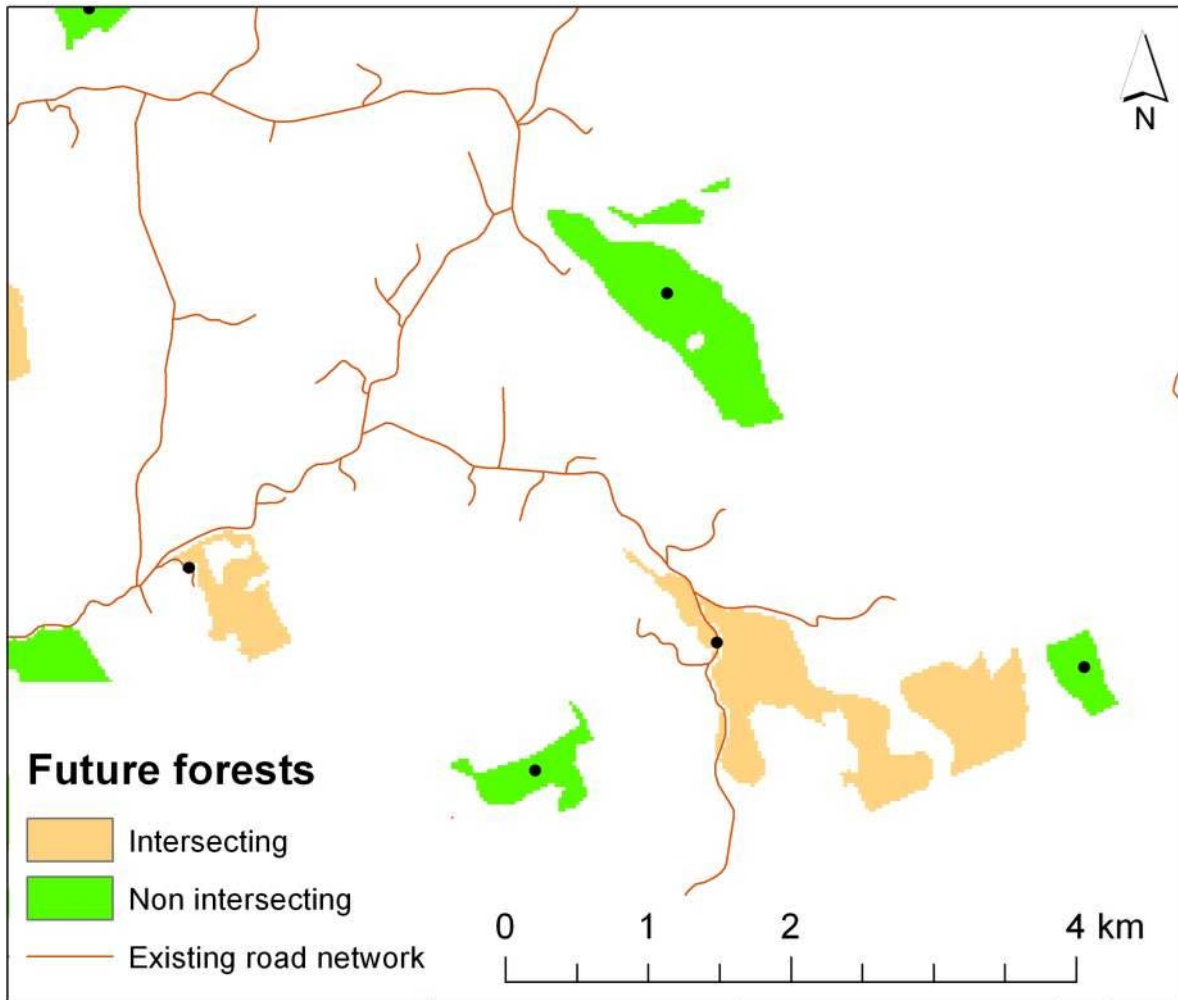 N
Future forests
Intersecting
Non intersecting
Existing road network
0 1 2 4 km